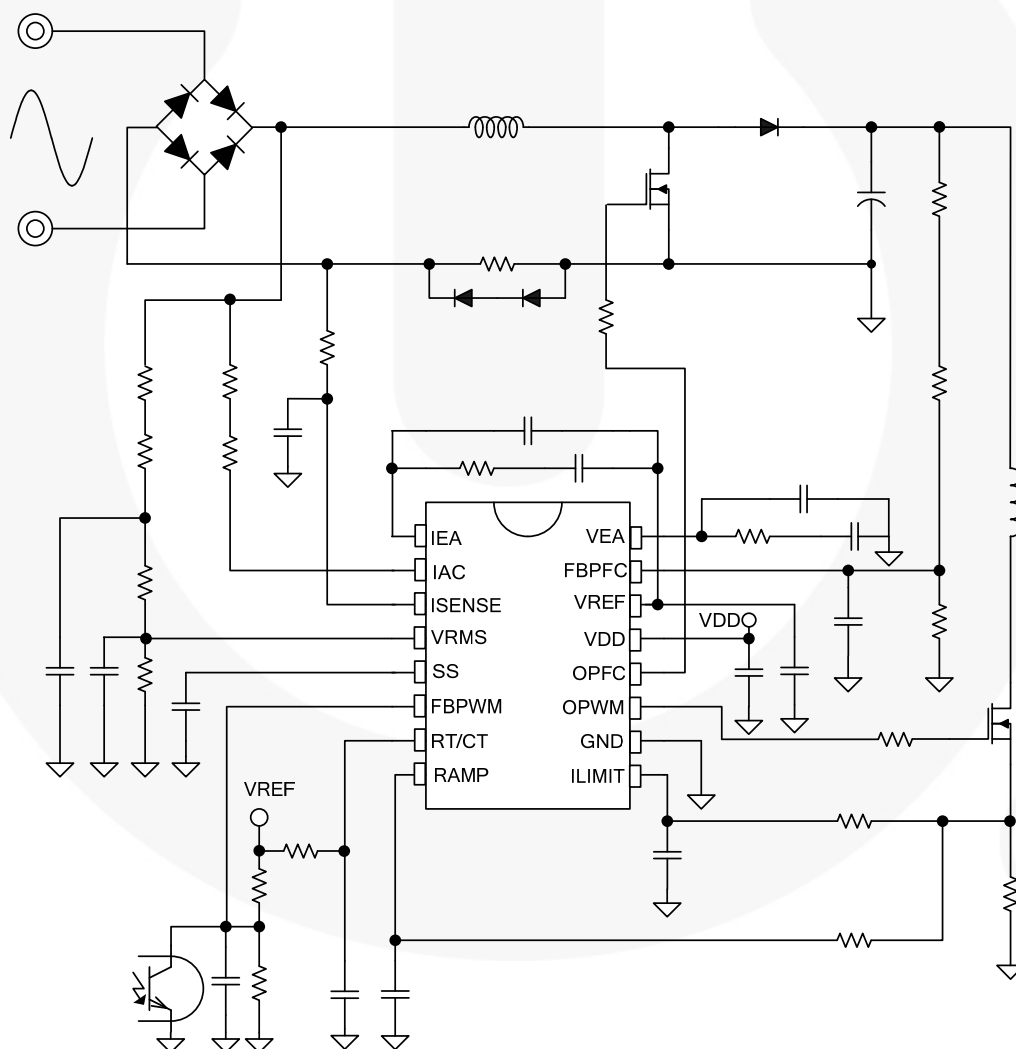 IEA
IAC
ISENSE
VRMS
SS
FBPWM
RT/CT
RAMP
VEA
FBPFC
VREF
VDD
OPFC
OPWM
GND
ILIMIT
VDD
VREF